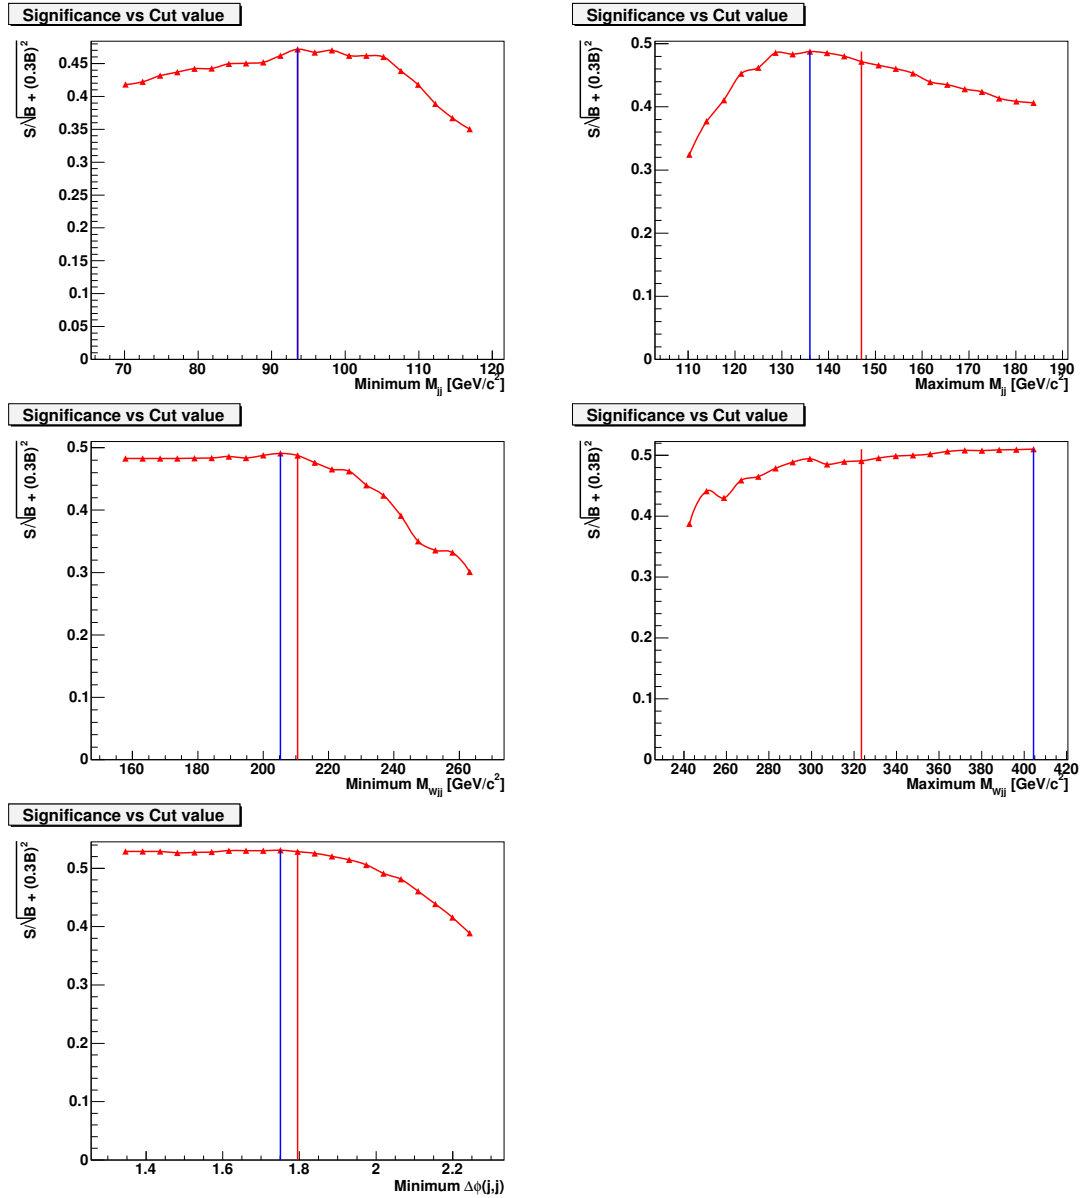 Significance vs Cut value
S/√B + (0.3B)²
0.45
0.4
0.35
0.3
0.25
0.2
0.15
0.1
0.05
0
70 80 90 100 110 120
Minimum M_jj [GeV/c²]
Significance vs Cut value
S/√B + (0.3B)²
0.5
0.4
0.3
0.2
0.1
0
110 120 130 140 150 160 170 180 190
Maximum M_jj [GeV/c²]
Significance vs Cut value
S/√B + (0.3B)²
0.5
0.4
0.3
0.2
0.1
0
160 180 200 220 240 260
Minimum M_Wjj [GeV/c²]
Significance vs Cut value
S/√B + (0.3B)²
0.5
0.4
0.3
0.2
0.1
0
240 260 280 300 320 340 360 380 400 420
Maximum M_Wjj [GeV/c²]
Significance vs Cut value
S/√B + (0.3B)²
0.5
0.4
0.3
0.2
0.1
0
1.4 1.6 1.8 2 2.2
Minimum Δϕ(j,j)